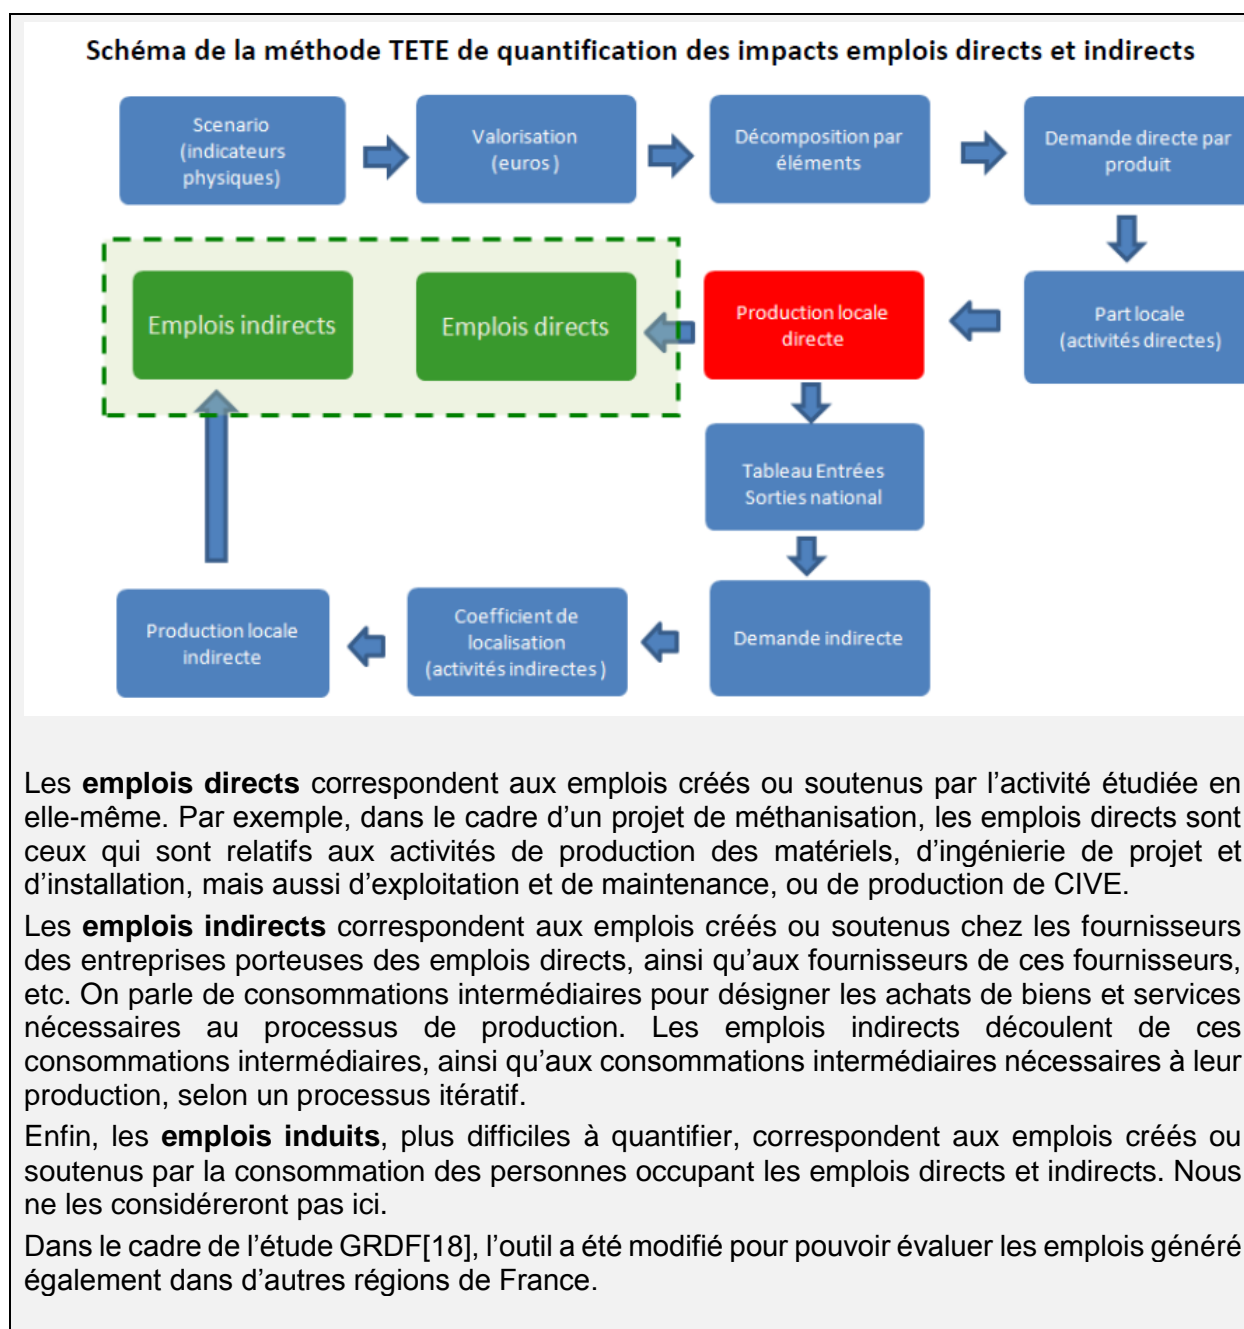 Schéma de la méthode TETE de quantification des impacts emplois directs et indirects
Scenario
(indicateurs
physiques)
Valorisation
(euros )
Décomposition par
éléments
Demande directe par
produit
Emplois indirects
Emplois directs
Production locale
directe
Part locale
(activités directes)
Tableau Entrées
Sorties national
Production locale
indirecte
Coefficient de
localisation
(activités indirectes )
Demande indirecte
Les emplois directs correspondent aux emplois créés ou soutenus par l’activité étudiée en
elle-même. Par exemple, dans le cadre d’un projet de méthanisation, les emplois directs sont
ceux qui sont relatifs aux activités de production des matériels, d’ingénierie de projet et
d’installation, mais aussi d’exploitation et de maintenance, ou de production de CIVE.
Les emplois indirects correspondent aux emplois créés ou soutenus chez les fournisseurs
des entreprises porteuses des emplois directs, ainsi qu’aux fournisseurs de ces fournisseurs,
etc. On parle de consommations intermédiaires pour désigner les achats de biens et services
nécessaires au processus de production. Les emplois indirects découlent de ces
consommations intermédiaires, ainsi qu’aux consommations intermédiaires nécessaires à leur
production, selon un processus itératif.
Enfin, les emplois induits, plus difficiles à quantifier, correspondent aux emplois créés ou
soutenus par la consommation des personnes occupant les emplois directs et indirects. Nous
ne les considéreront pas ici.
Dans le cadre de l’étude GRDF[18], l’outil a été modifié pour pouvoir évaluer les emplois généré
également dans d’autres régions de France.